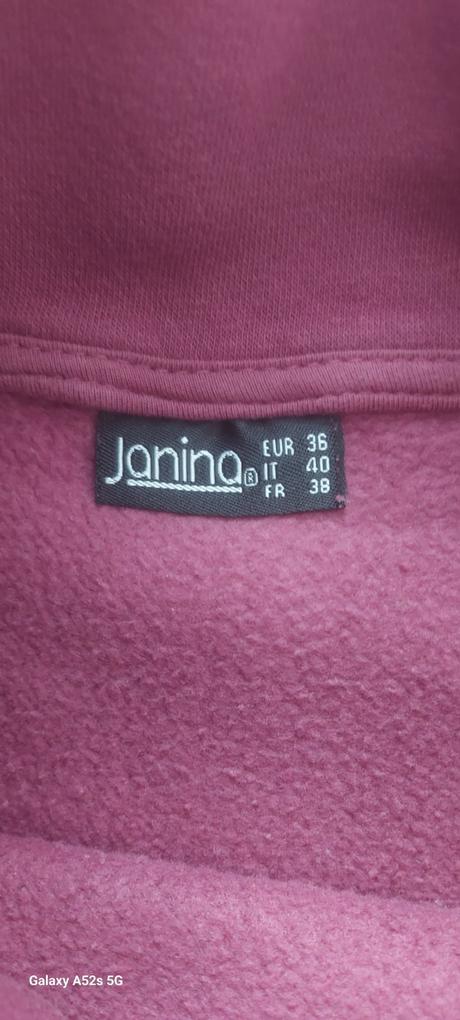 Janina® EUR 36
IT 40
FR 38
Galaxy A52s 5G